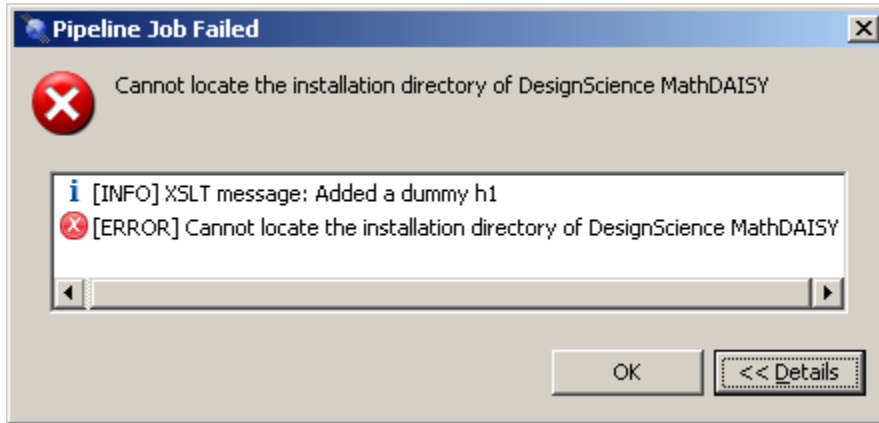 Pipeline Job Failed
Cannot locate the installation directory of DesignScience MathDAISY
[INFO] XSLT message: Added a dummy h1
[ERROR] Cannot locate the installation directory of DesignScience MathDAISY
OK
<< Details